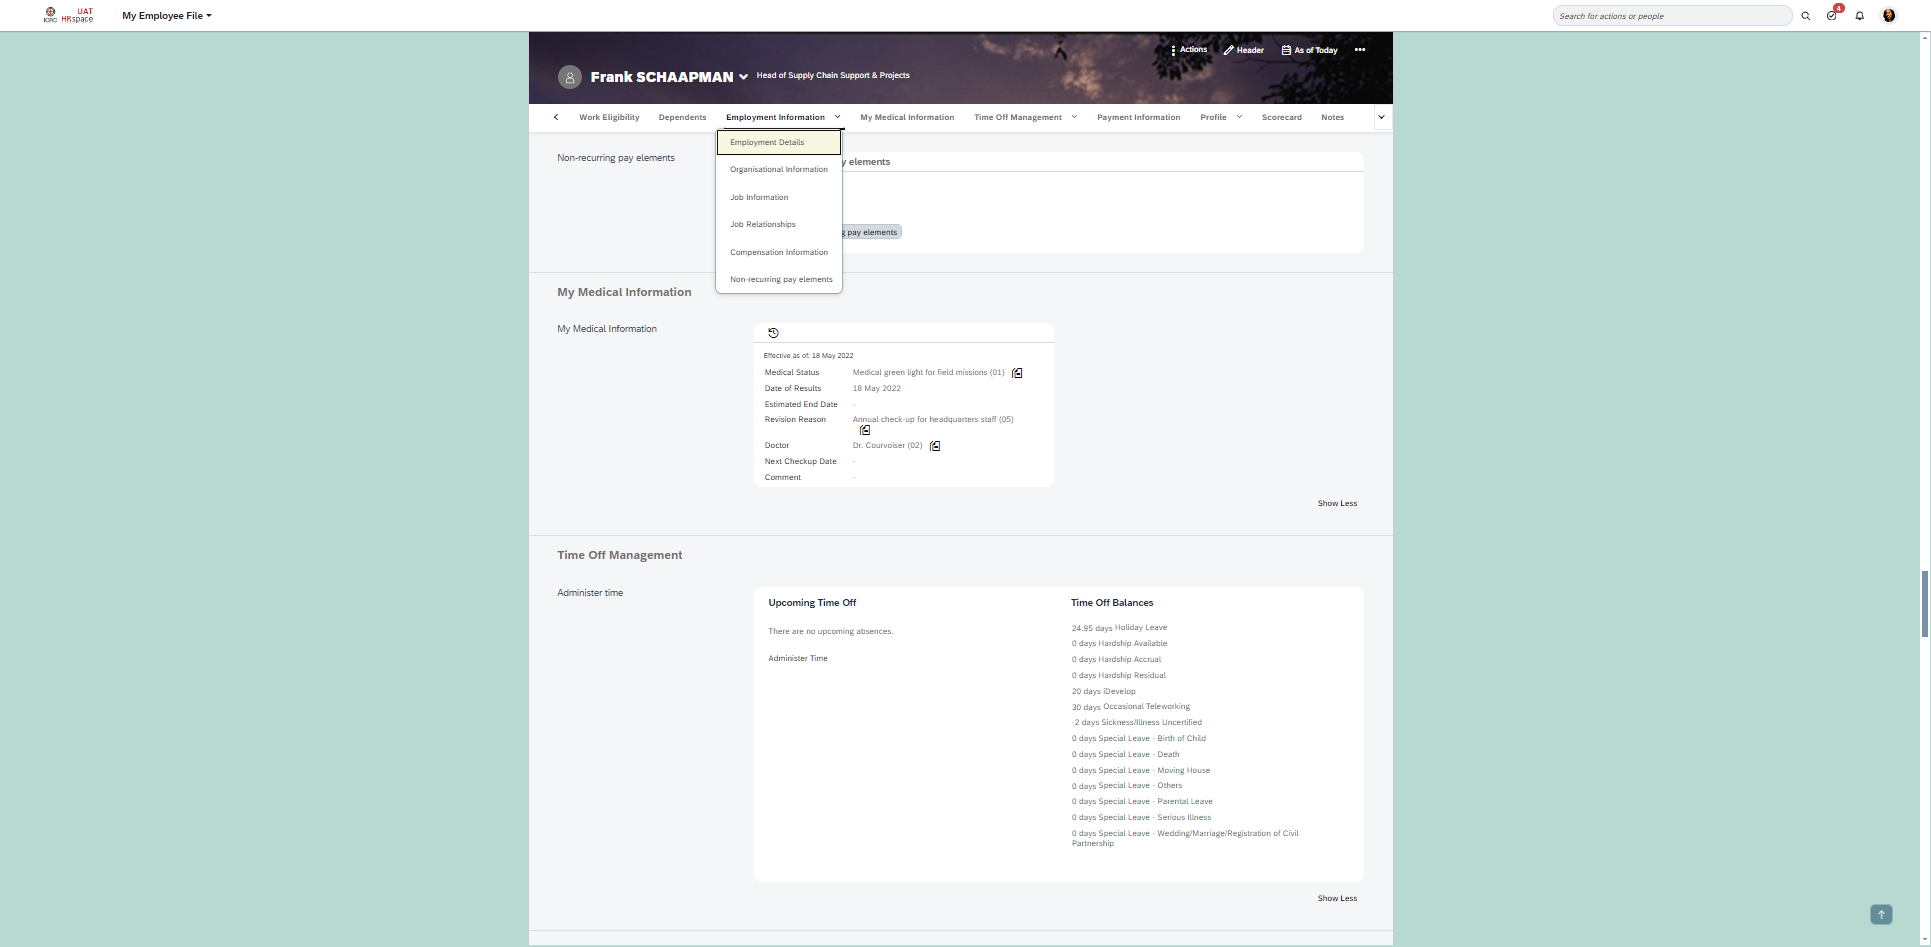 ICRC
UAT
HRspace
My Employee File
Search for actions or people
4
Actions
Header
As of Today
Frank SCHAAPMAN
Head of Supply Chain Support & Projects
Work Eligibility
Dependents
Employment Information
My Medical Information
Time Off Management
Payment Information
Profile
Scorecard
Notes
Employment Details
Organisational Information
Job Information
Job Relationships
Compensation Information
Non-recurring pay elements
Non-recurring pay elements
y elements
g pay elements
My Medical Information
My Medical Information
Effective as of: 18 May 2022
Medical Status Medical green light for field missions (01)
Date of Results 18 May 2022
Estimated End Date -
Revision Reason Annual check-up for headquarters staff (05)
Doctor Dr. Courvoiser (02)
Next Checkup Date -
Comment -
Show Less
Time Off Management
Administer time
Upcoming Time Off
There are no upcoming absences.
Administer Time
Time Off Balances
24.95 days Holiday Leave
0 days Hardship Available
0 days Hardship Accrual
0 days Hardship Residual
20 days iDevelop
30 days Occasional Teleworking
-2 days Sickness/Illness Uncertified
0 days Special Leave - Birth of Child
0 days Special Leave - Death
0 days Special Leave - Moving House
0 days Special Leave - Others
0 days Special Leave - Parental Leave
0 days Special Leave - Serious Illness
0 days Special Leave - Wedding/Marriage/Registration of Civil
Partnership
Show Less